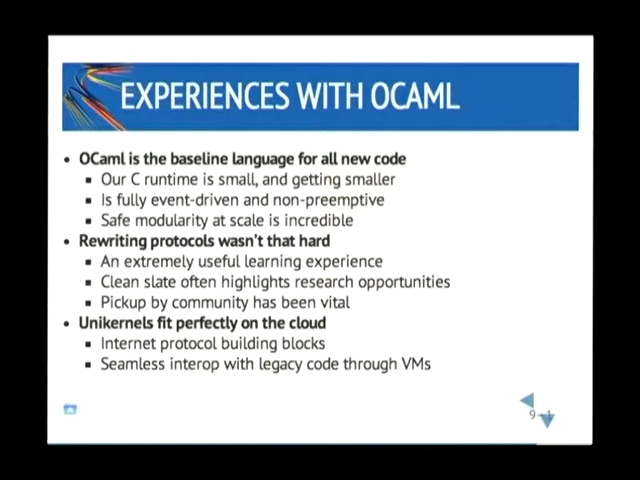 EXPERIENCES WITH OCAML
• OCaml is the baseline language for all new code
▪ Our C runtime is small, and getting smaller
▪ Is fully event-driven and non-preemptive
▪ Safe modularity at scale is incredible
• Rewriting protocols wasn't that hard
▪ An extremely useful learning experience
▪ Clean slate often highlights research opportunities
▪ Pickup by community has been vital
• Unikernels fit perfectly on the cloud
▪ Internet protocol building blocks
▪ Seamless interop with legacy code through VMs